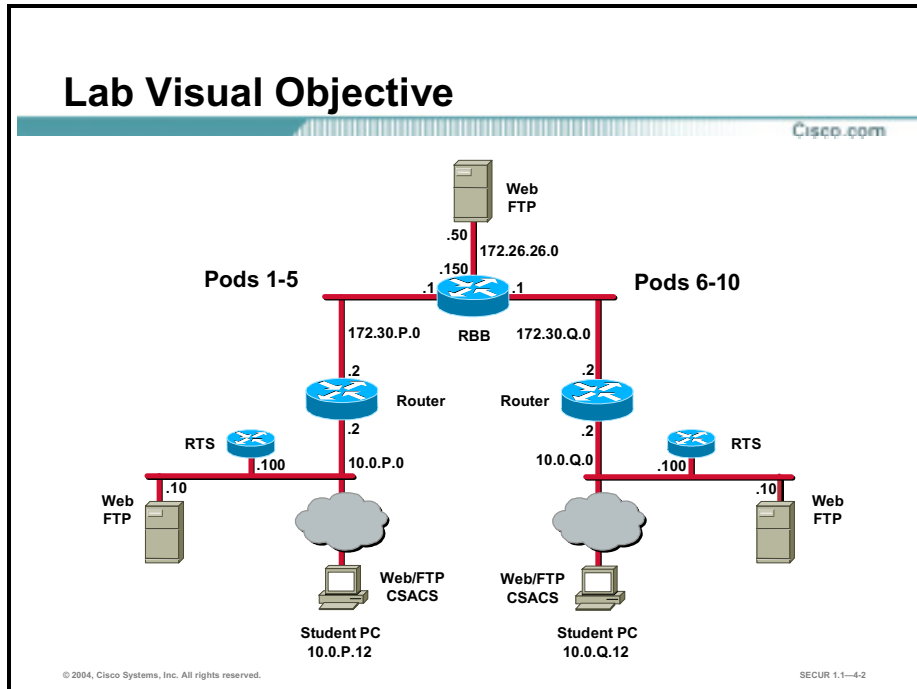 Lab Visual Objective
Cisco.com
Web
FTP
.50
172.26.26.0
.150
Pods 1-5
.1
.1
Pods 6-10
RBB
172.30.P.0
172.30.Q.0
.2
.2
Router
Router
.2
.2
RTS
RTS
.100
10.0.P.0
10.0.Q.0
.100
.10
.10
Web
FTP
Web
FTP
Web/FTP
CSACS
Web/FTP
CSACS
Student PC
10.0.P.12
Student PC
10.0.Q.12
© 2004, Cisco Systems, Inc. All rights reserved.
SECUR 1.1—4-2